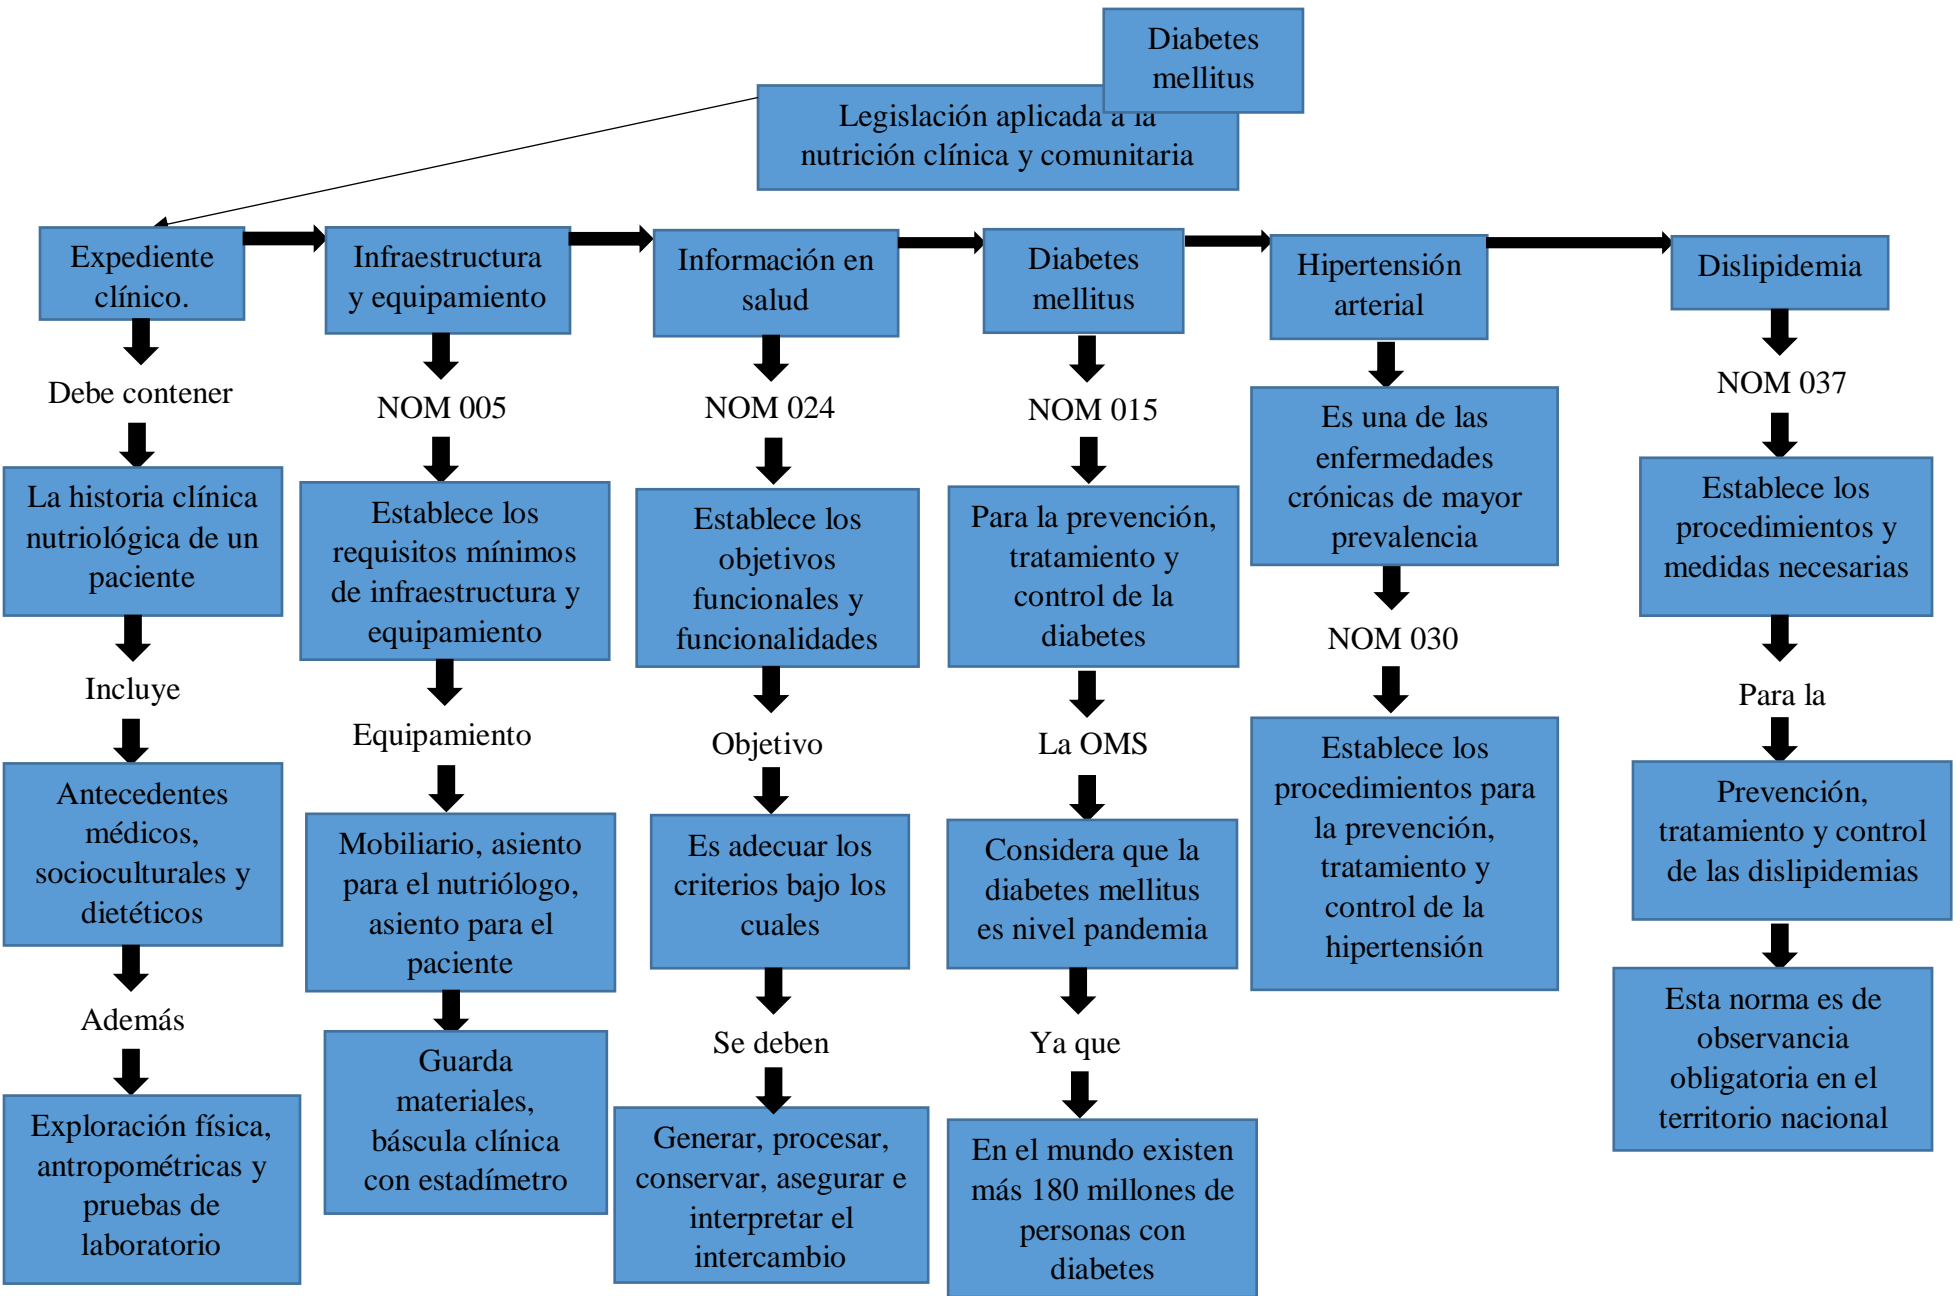 Diabetes
mellitus
Legislación aplicada a la
nutrición clínica y comunitaria
Expediente
clínico.
Debe contener
La historia clínica
nutriológica de un
paciente
Incluye
Antecedentes
médicos,
socioculturales y
dietéticos
Además
Exploración física,
antropométricas y
pruebas de
laboratorio
Infraestructura
y equipamiento
NOM 005
Establece los
requisitos mínimos
de infraestructura y
equipamiento
Equipamiento
Mobiliario, asiento
para el nutriólogo,
asiento para el
paciente
Guarda
materiales,
báscula clínica
con estadímetro
Información en
salud
NOM 024
Establece los
objetivos
funcionales y
funcionalidades
Objetivo
Es adecuar los
criterios bajo los
cuales
Se deben
Generar, procesar,
conservar, asegurar e
interpretar el
intercambio
Diabetes
mellitus
NOM 015
Para la prevención,
tratamiento y
control de la
diabetes
La OMS
Considera que la
diabetes mellitus
es nivel pandemia
Ya que
En el mundo existen
más 180 millones de
personas con
diabetes
Hipertensión
arterial
Es una de las
enfermedades
crónicas de mayor
prevalencia
NOM 030
Establece los
procedimientos para
la prevención,
tratamiento y
control de la
hipertensión
Dislipidemia
NOM 037
Establece los
procedimientos y
medidas necesarias
Para la
Prevención,
tratamiento y control
de las dislipidemias
Esta norma es de
observancia
obligatoria en el
territorio nacional